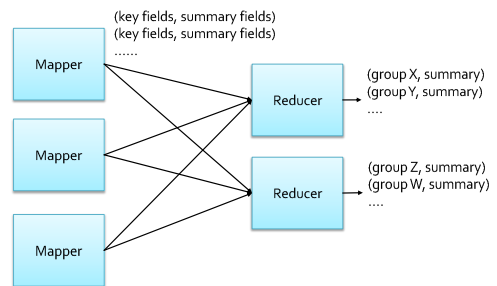 (key fields, summary fields)
(key fields, summary fields)
......
Mapper
Mapper
Mapper
Reducer
(group X, summary)
(group Y, summary)
....
Reducer
(group Z, summary)
(group W, summary)
....